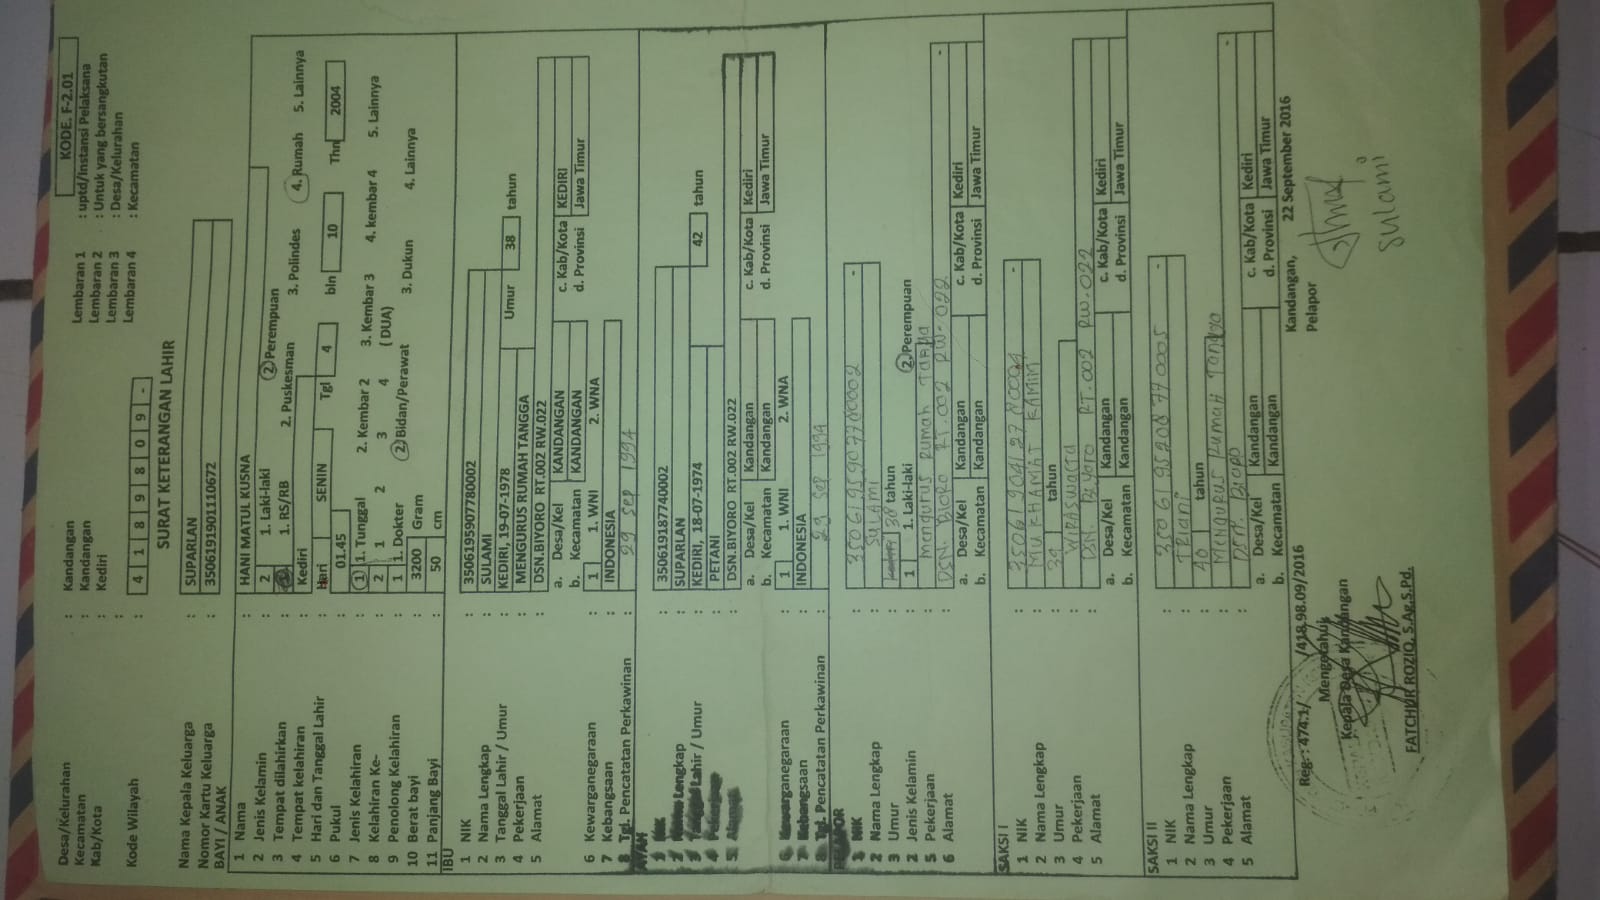 KODE. F-2.01
Desa/Kelurahan : Kandangan Lembaran 1 : uptd/Instansi Pelaksana
Kecamatan : Kandangan Lembaran 2 : Untuk yang bersangkutan
Kab/Kota : Kediri Lembaran 3 : Desa/Kelurahan
: Lembaran 4 : Kecamatan
Kode Wilayah : 4 1 8 9 8 0 9 -
SURAT KETERANGAN LAHIR
Nama Kepala Keluarga : SUPARLAN
Nomor Kartu Keluarga : 3506191901110672
BAYI / ANAK
1 Nama : HANI MATUL KUSNA
2 Jenis Kelamin : 2 1. Laki-laki 2 Perempuan
3 Tempat dilahirkan : 1. RS/RB 2. Puskesman 3. Polindes 4. Rumah 5. Lainnya
4 Tempat kelahiran : Kediri
5 Hari dan Tanggal Lahir : Hari SENIN Tgl 4 bln 10 Thn 2004
6 Pukul : 01.45
7 Jenis Kelahiran : 1 1. Tunggal 2. Kembar 2 3. Kembar 3 4. kembar 4 5. Lainnya
8 Kelahiran Ke- : 2 1 2 3 4 ( DUA)
9 Penolong Kelahiran : 1 1. Dokter 2 Bidan/Perawat 3. Dukun 4. Lainnya
10 Berat bayi : 3200 Gram
11 Panjang Bayi : 50 cm
IBU
1 NIK : 3506195907780002
2 Nama Lengkap : SULAMI
3 Tanggal Lahir / Umur : KEDIRI, 19-07-1978 Umur 38 tahun
4 Pekerjaan : MENGURUS RUMAH TANGGA
5 Alamat : DSN.BIYORO RT.002 RW.022
a. Desa/Kel KANDANGAN c. Kab/Kota KEDIRI
b. Kecamatan KANDANGAN d. Provinsi Jawa Timur
6 Kewarganegaraan : 1 1. WNI 2. WNA
7 Kebangsaan : INDONESIA
8 Tgl. Pencatatan Perkawinan : 29 Sep 1994
AYAH
1 NIK : 3506191887740002
2 Nama Lengkap : SUPARLAN
3 Tanggal Lahir / Umur : KEDIRI, 18-07-1974 42 tahun
4 Pekerjaan : PETANI
5 Alamat : DSN.BIYORO RT.002 RW.022
a. Desa/Kel Kandangan c. Kab/Kota Kediri
b. Kecamatan Kandangan d. Provinsi Jawa Timur
6 Kewarganegaraan : 1 1. WNI 2. WNA
7 Kebangsaan : INDONESIA
8 Tgl. Pencatatan Perkawinan : 29 Sep 1994
PELAPOR
1 NIK : 3506195907780002 -
2 Nama Lengkap : SULAMI
3 Umur : 38 tahun
2 Jenis Kelamin : 1 1. Laki-laki 2. Perempuan
5 Pekerjaan : Mengurus Rumah Tangga
6 Alamat : DSN. BIORO RT.002 RW-022 -
a. Desa/Kel Kandangan c. Kab/Kota Kediri
b. Kecamatan Kandangan d. Provinsi Jawa Timur
SAKSI I
1 NIK : -
2 Nama Lengkap : MUKHAMAT KAMIM
3 Umur : tahun
4 Pekerjaan : WIRASWASTA
5 Alamat : DSN. Biyoro RT.002 RW.022
a. Desa/Kel Kandangan c. Kab/Kota Kediri
b. Kecamatan Kandangan d. Provinsi Jawa Timur
SAKSI II
1 NIK : -
2 Nama Lengkap : TRIANI
3 Umur : 40 tahun
4 Pekerjaan : Mengurus Rumah Tangga -
5 Alamat :
a. Desa/Kel Kandangan c. Kab/Kota Kediri
b. Kecamatan Kandangan d. Provinsi Jawa Timur
Reg.: 474.1/ /418.98.09/2016 Kandangan, 22 September 2016
Mengetahui, Pelapor
Kepala Desa Kandangan
sulami
FATCHUR ROZIQ, S.Ag,S.Pd.